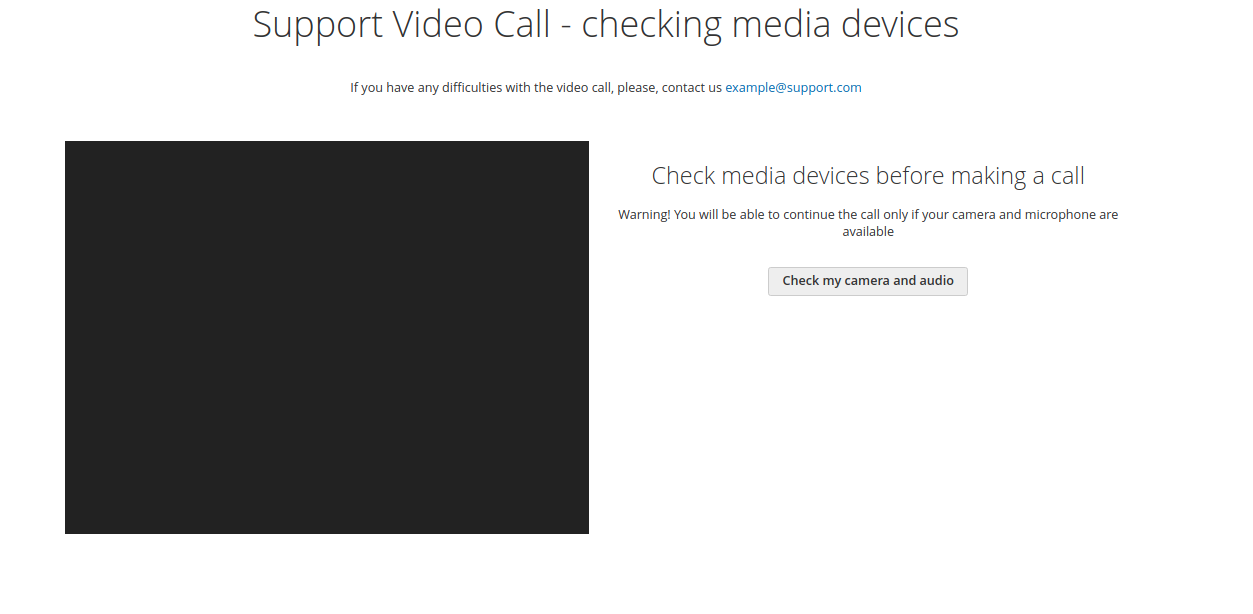 Support Video Call - checking media devices
If you have any difficulties with the video call, please, contact us example@support.com
Check media devices before making a call
Warning! You will be able to continue the call only if your camera and microphone are
available
Check my camera and audio